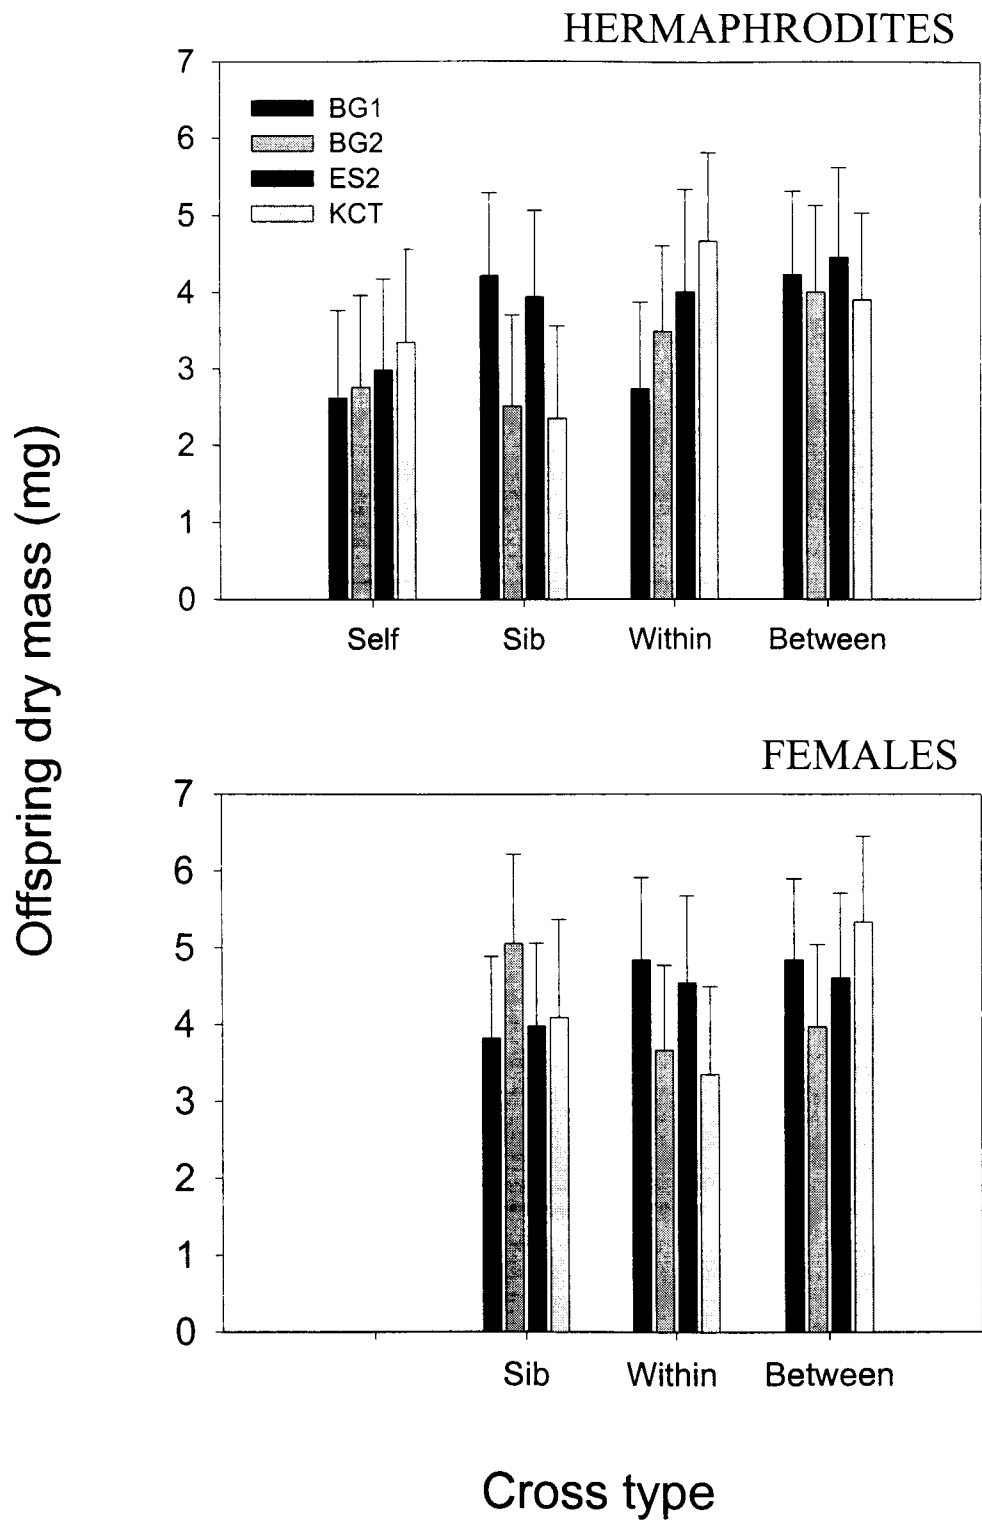 HERMAPHRODITES
7
6
5
4
3
2
1
0
BG1
BG2
ES2
KCT
Self Sib Within Between
Offspring dry mass (mg)
FEMALES
7
6
5
4
3
2
1
0
Sib Within Between
Cross type